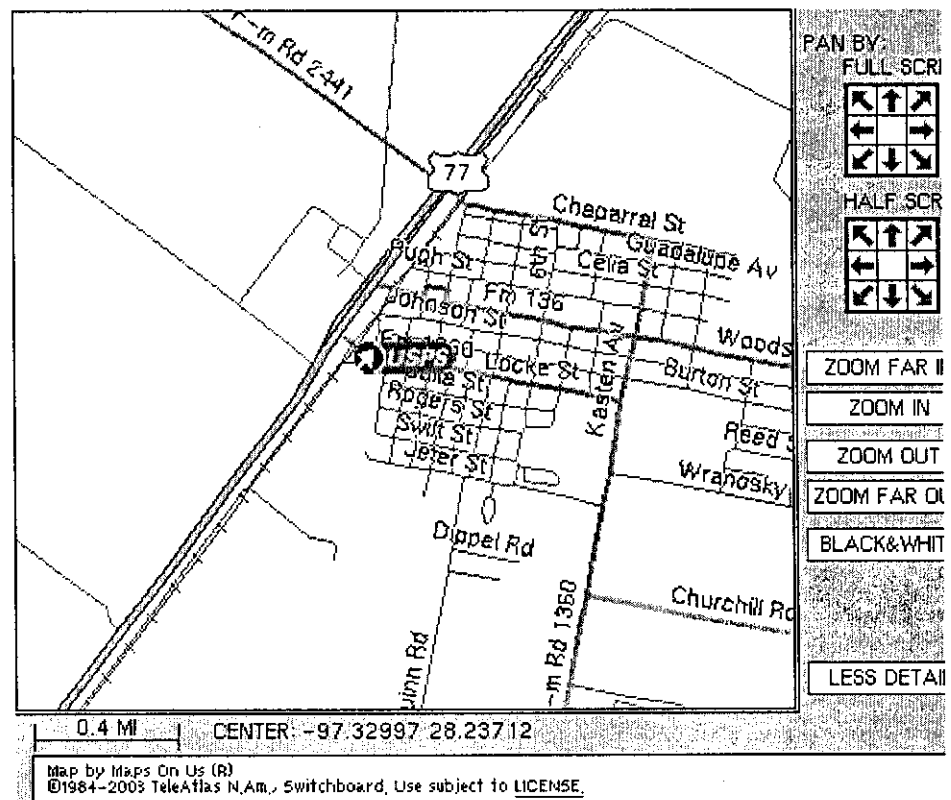 -m Rd 2441
77
Chaparral St
Guadalupe Av
6th St
Celia St
Pugh St
Fm 136
Johnson St
Woods
USPS
Locke St
Burton St
Kasten Av
Julia St
Rogers St
Swift St
Jeter St
Reed S
Wranosky
Dippel Rd
Churchill Rd
uinn Rd
-m Rd 1360
PAN BY:
FULL SCRE
HALF SCR
ZOOM FAR I
ZOOM IN
ZOOM OUT
ZOOM FAR OU
BLACK&WHIT
LESS DETAI
0.4 MI
CENTER: -97.32997 28.23712
Map by Maps On Us (R)
©1984-2003 TeleAtlas N.Am., Switchboard, Use subject to LICENSE.